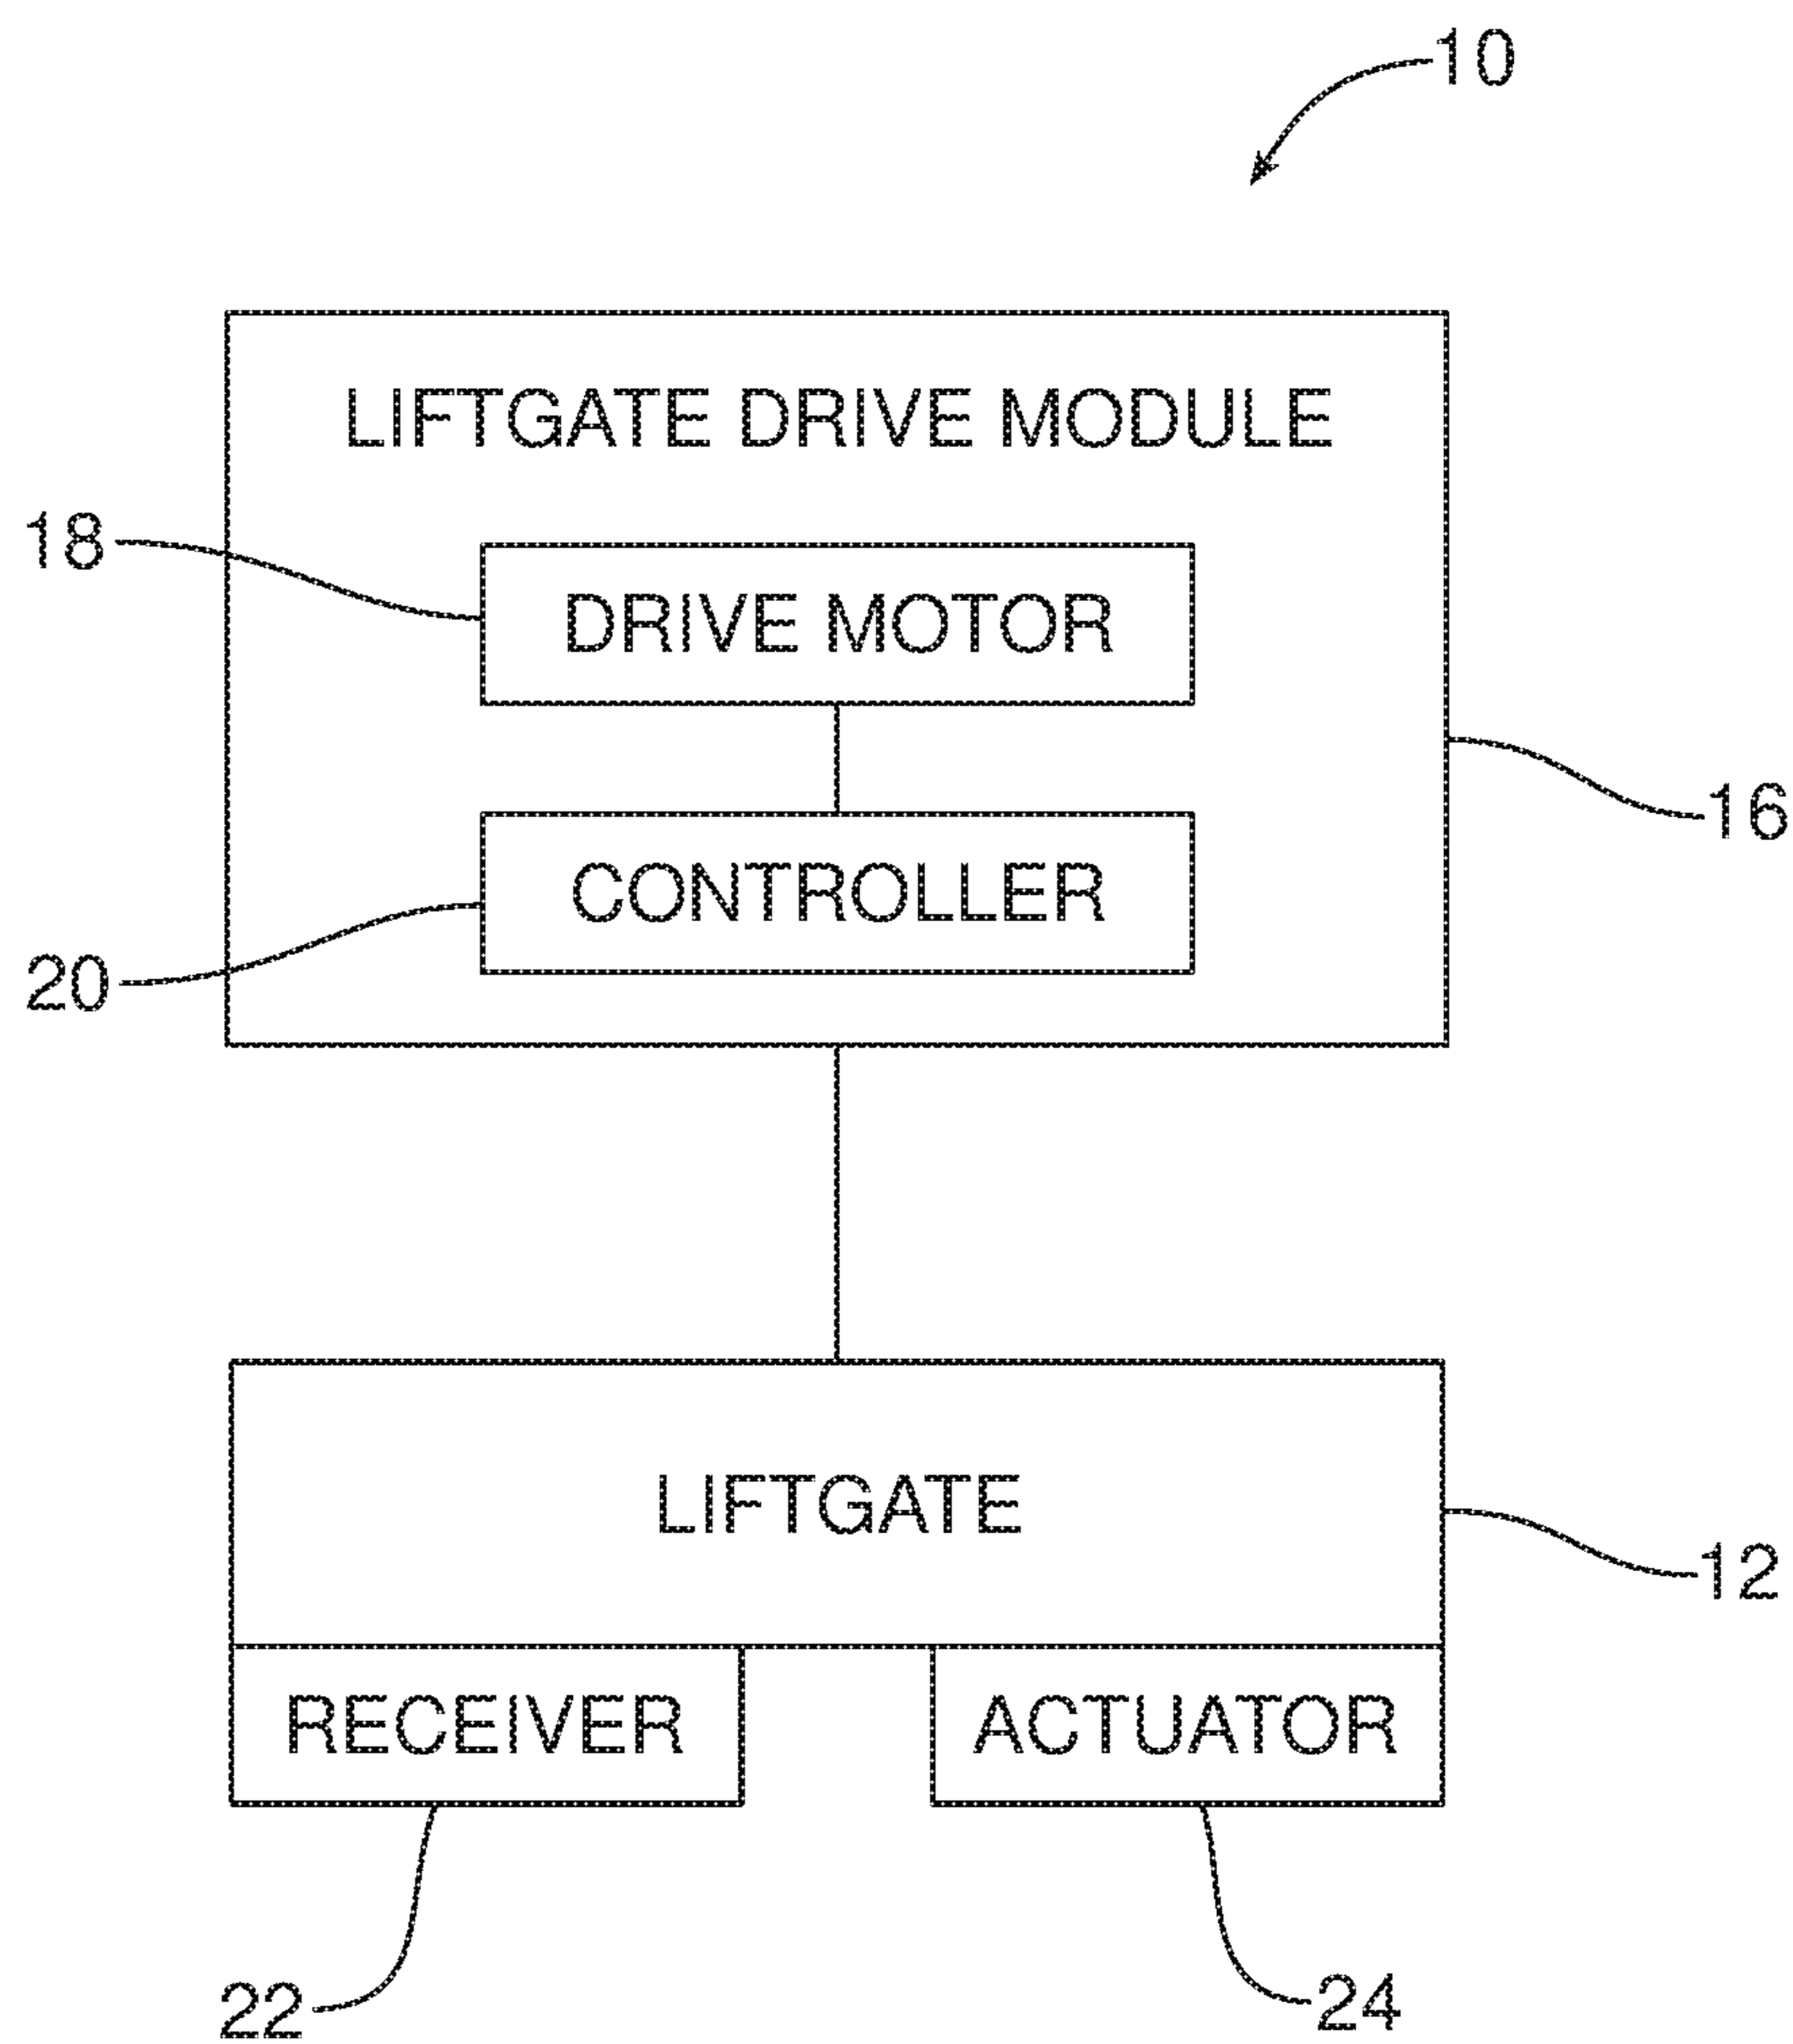 10
LIFTGATE DRIVE MODULE
18
DRIVE MOTOR
16
CONTROLLER
20
LIFTGATE
12
RECEIVER
ACTUATOR
22
24